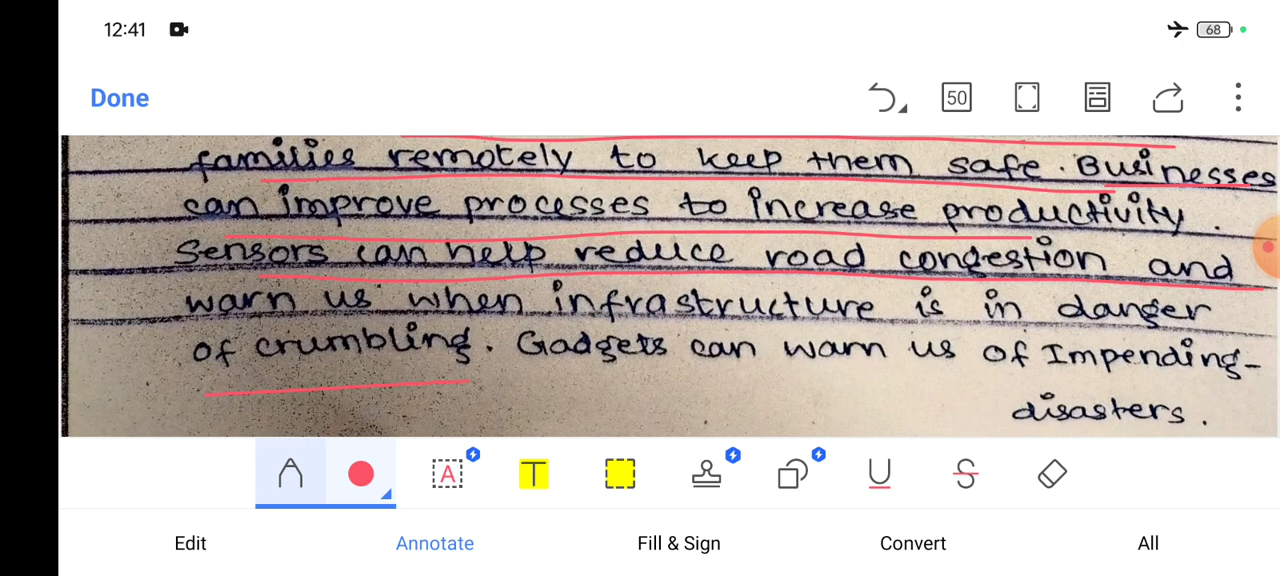 12:41
68
Done
50
families remotely to keep them safe. Businesses
can improve processes to increase productivity.
Sensors can help reduce road congestion and
warn us when infrastructure is in danger
of crumbling. Gadgets can warn us of Impending-
disasters.
A
T
U
S
Edit
Annotate
Fill & Sign
Convert
All